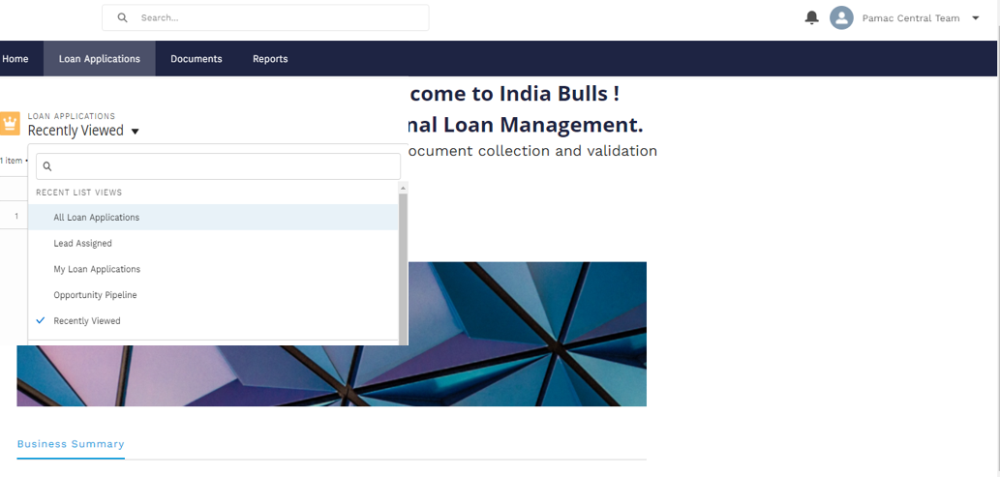 Search...
Pamac Central Team
Home Loan Applications Documents Reports
come to India Bulls !
nal Loan Management.
ocument collection and validation
LOAN APPLICATIONS
Recently Viewed
1 item •
RECENT LIST VIEWS
1
All Loan Applications
Lead Assigned
My Loan Applications
Opportunity Pipeline
Recently Viewed
Business Summary